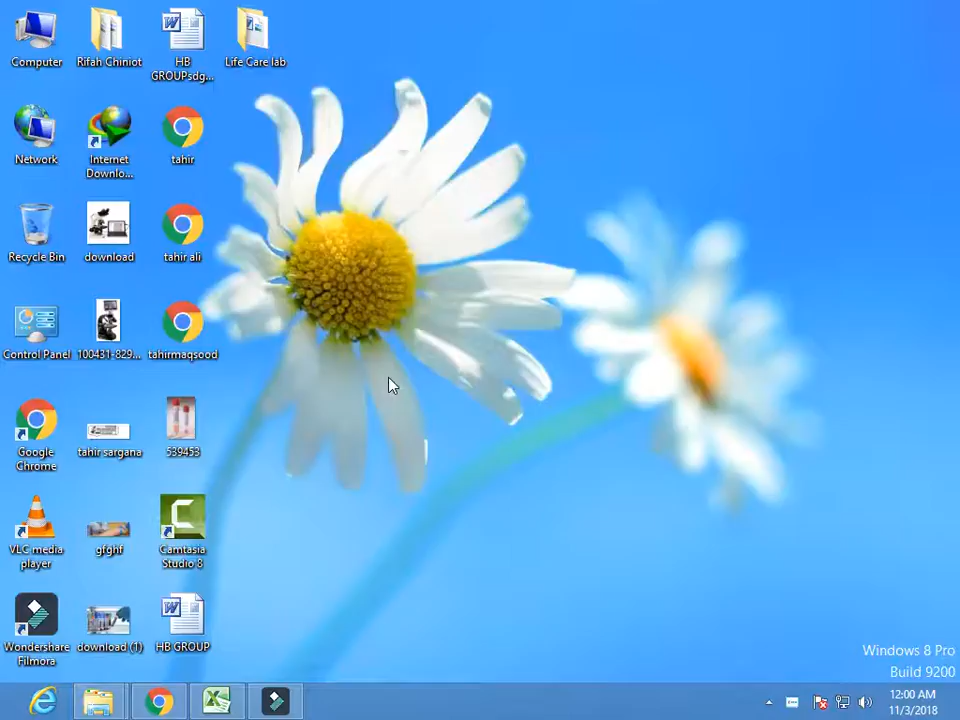 Computer
Rifah Chiniot
HB
GROUPsdg...
Life Care lab
Network
Internet
Downlo...
tahir
Recycle Bin
download
tahir ali
Control Panel
100431-829...
tahirmaqsood
Google
Chrome
tahir sargana
539453
VLC media
player
gfghf
Camtasia
Studio 8
Wondershare
Filmora
download (1)
HB GROUP
Windows 8 Pro
Build 9200
12:00 AM
11/3/2018